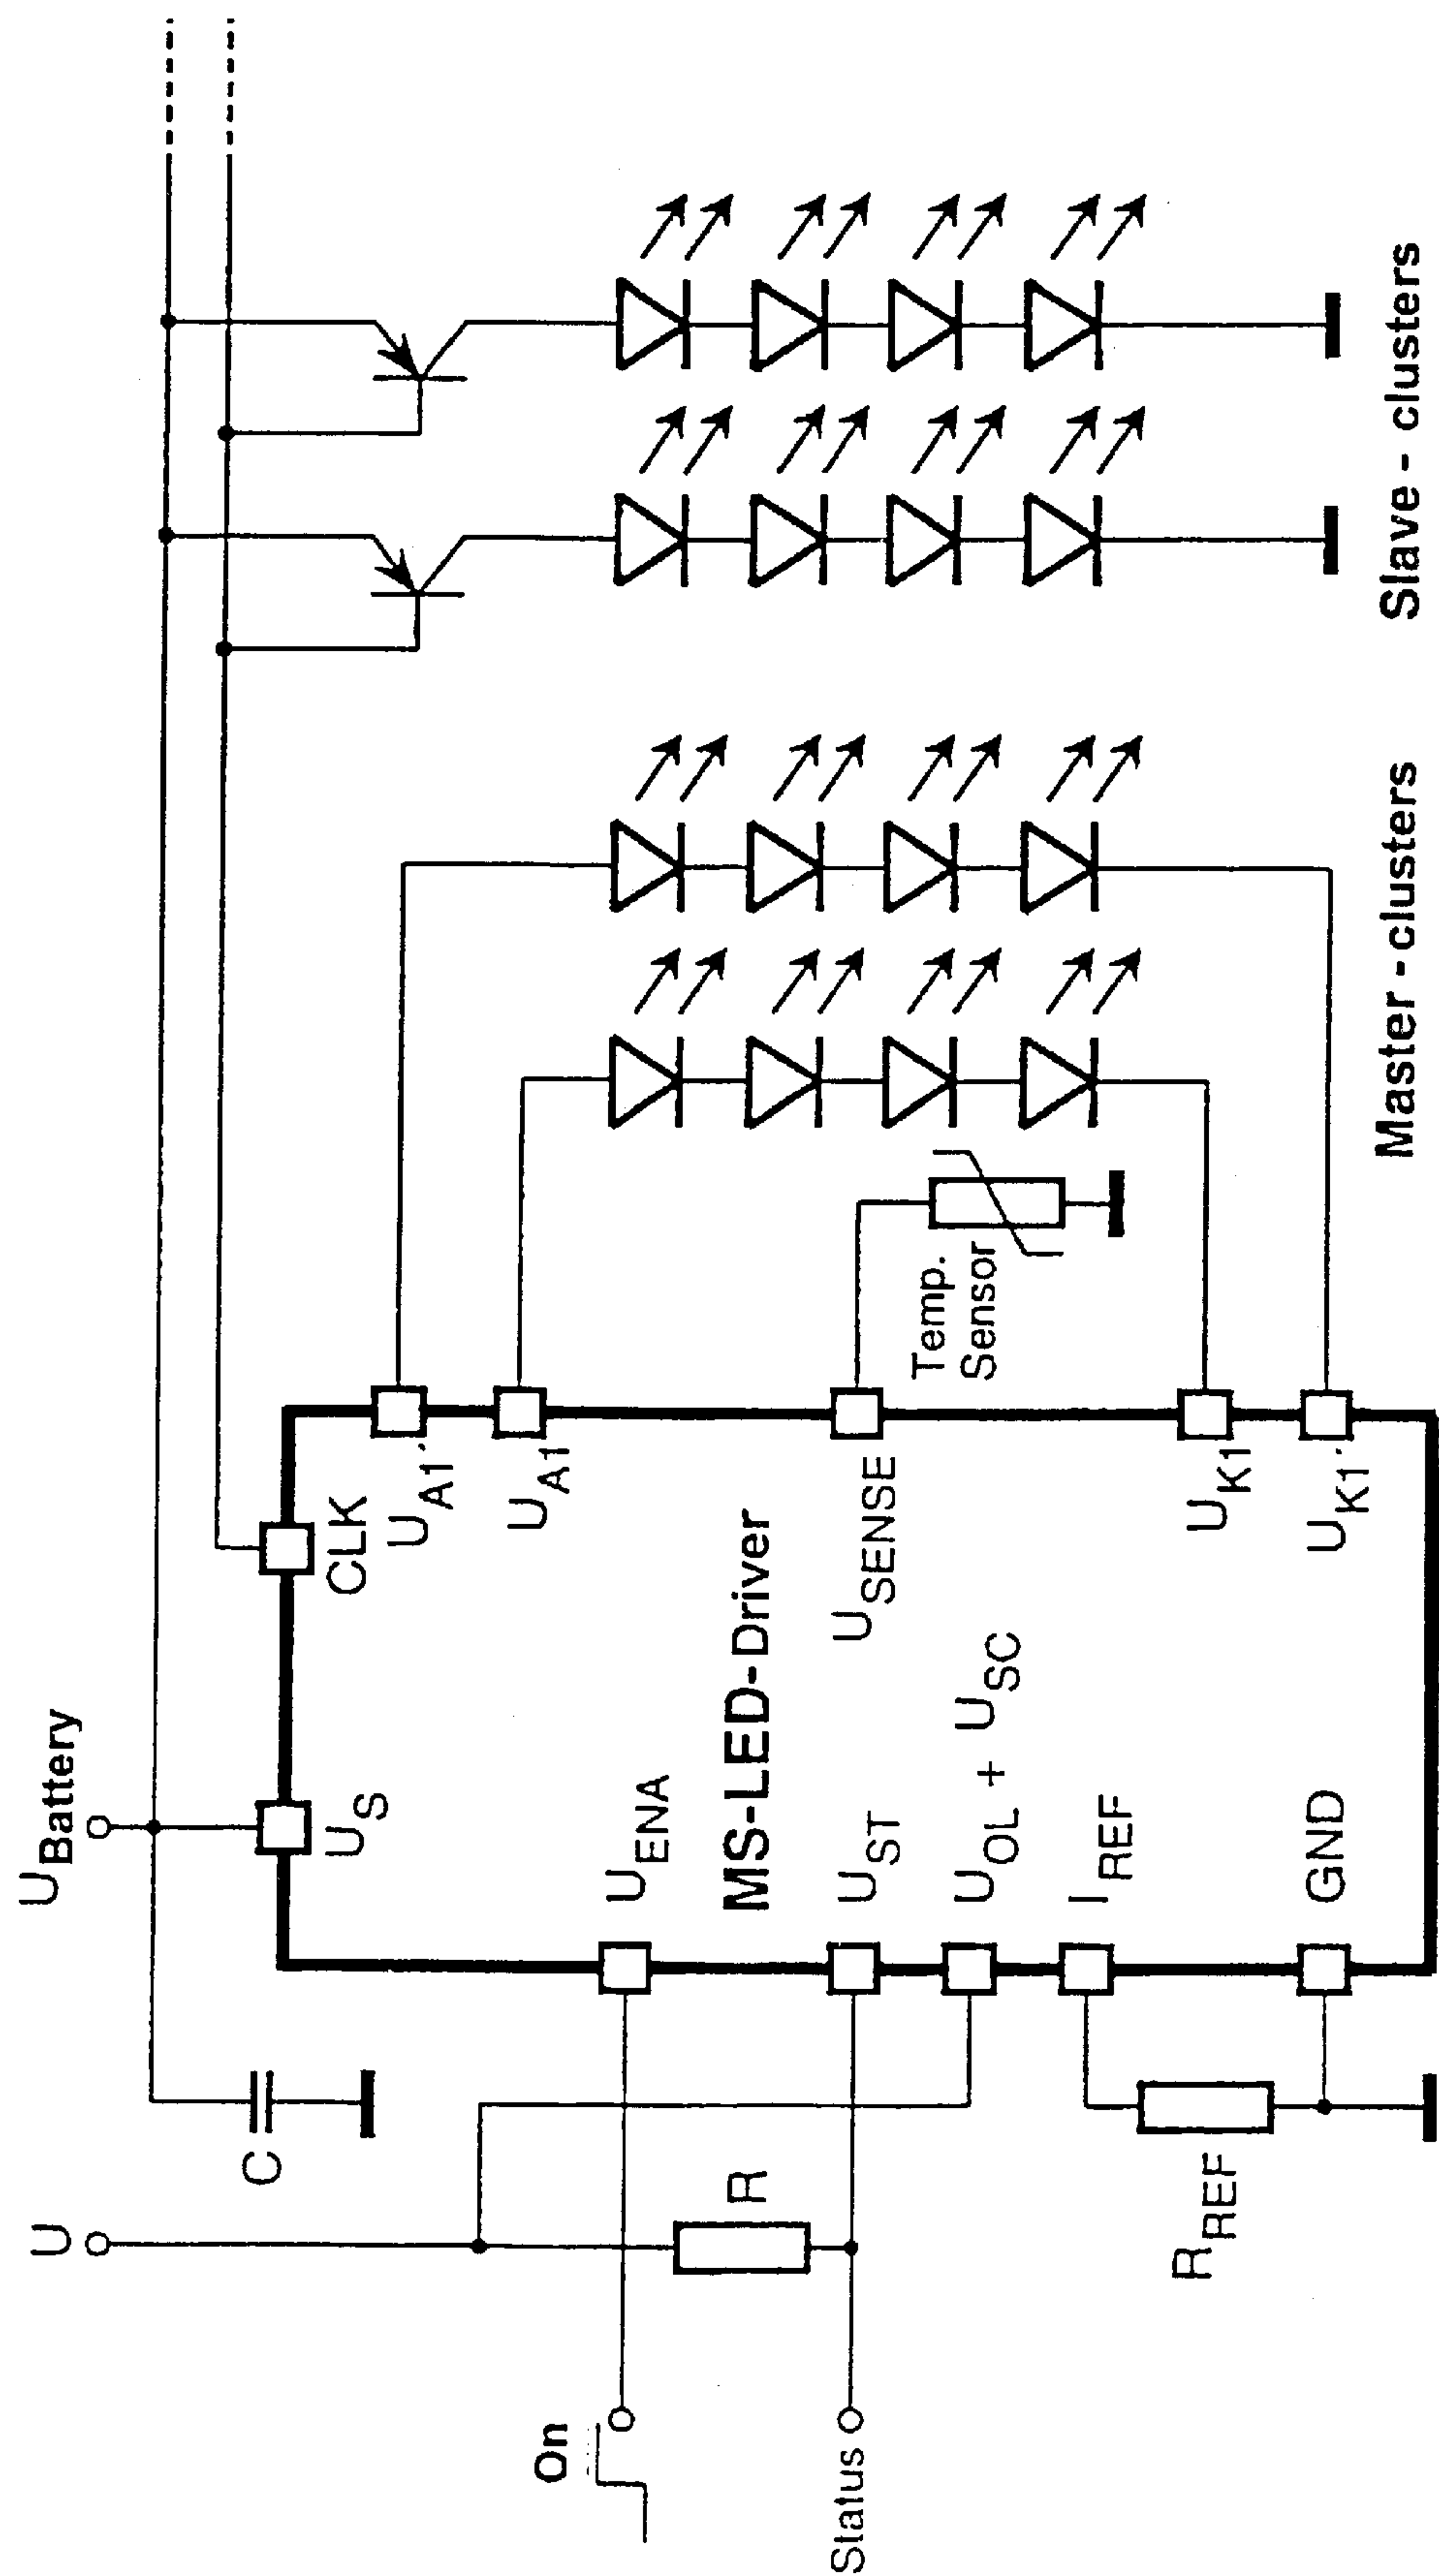 U
U_Battery
C
On
Status
R
R_REF
U_S
CLK
U_ENA
MS-LED-Driver
U_ST
U_OL + U_SC
I_REF
GND
U_A1´
U_A1
U_SENSE
U_K1
U_K1´
Temp.
Sensor
Master - clusters
Slave - clusters